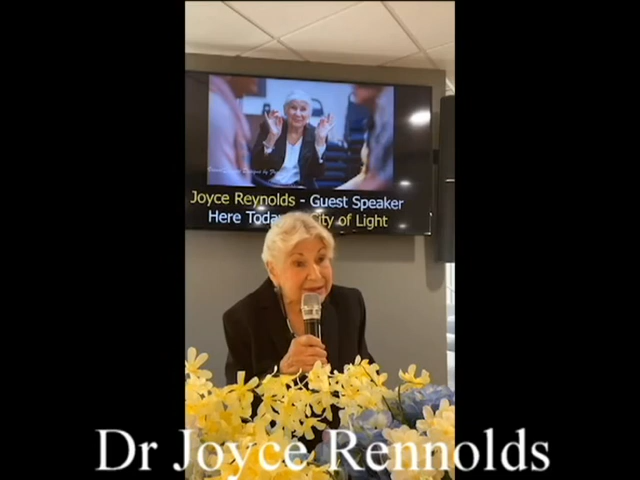 Joyce Reynolds - Guest Speaker
Here Today City of Light
Dr Joyce Rennolds